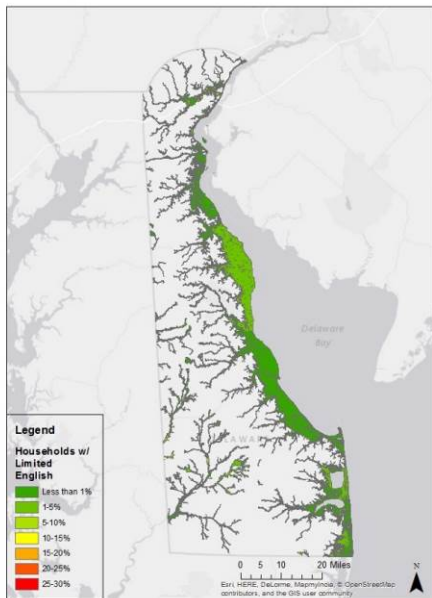 Delaware
Bay
DELAWARE
Legend
Households w/
Limited
English
Less than 1%
1-5%
5-10%
10-15%
15-20%
20-25%
25-30%
0 5 10 20 Miles
N
Esri, HERE, DeLorme, MapmyIndia, © OpenStreetMap
contributors, and the GIS user community